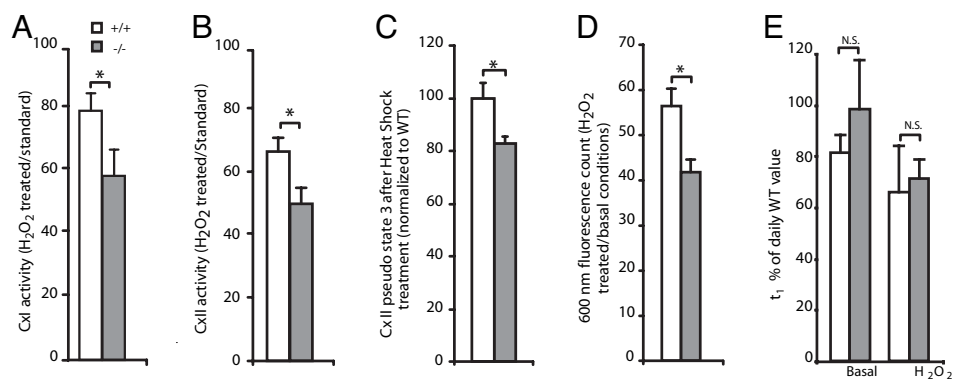 A
+/+
-/-
CxI activity (H2O2 treated/standard)
100
80
60
40
20
0
*
B
CxII activity (H2O2 treated/Standard)
100
80
60
40
60
0
*
C
Cx II pseudo state 3 after Heat Shock
treatment (normalized to WT)
120
100
80
60
40
20
0
*
D
600 nm fluorescence count (H2O2
treated/basal conditions)
70
60
50
40
30
20
10
0
*
E
t1 % of daily WT value
120
100
80
60
40
20
0
N.S.
N.S.
Basal
H2O2